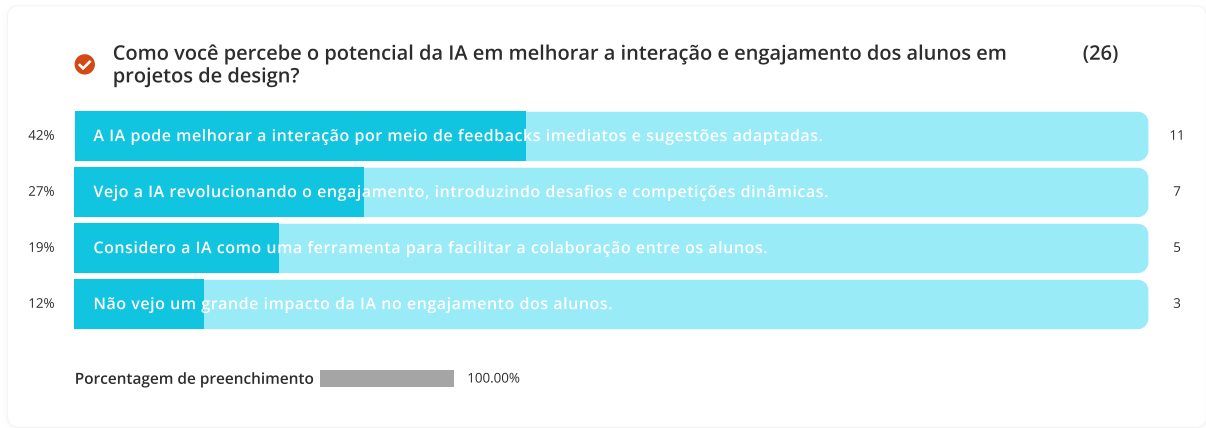 Como você percebe o potencial da IA em melhorar a interação e engajamento dos alunos em (26)
projetos de design?
42% A IA pode melhorar a interação por meio de feedbacks imediatos e sugestões adaptadas. 11
27% Vejo a IA revolucionando o engajamento, introduzindo desafios e competições dinâmicas. 7
19% Considero a IA como uma ferramenta para facilitar a colaboração entre os alunos. 5
12% Não vejo um grande impacto da IA no engajamento dos alunos. 3
Porcentagem de preenchimento 100.00%